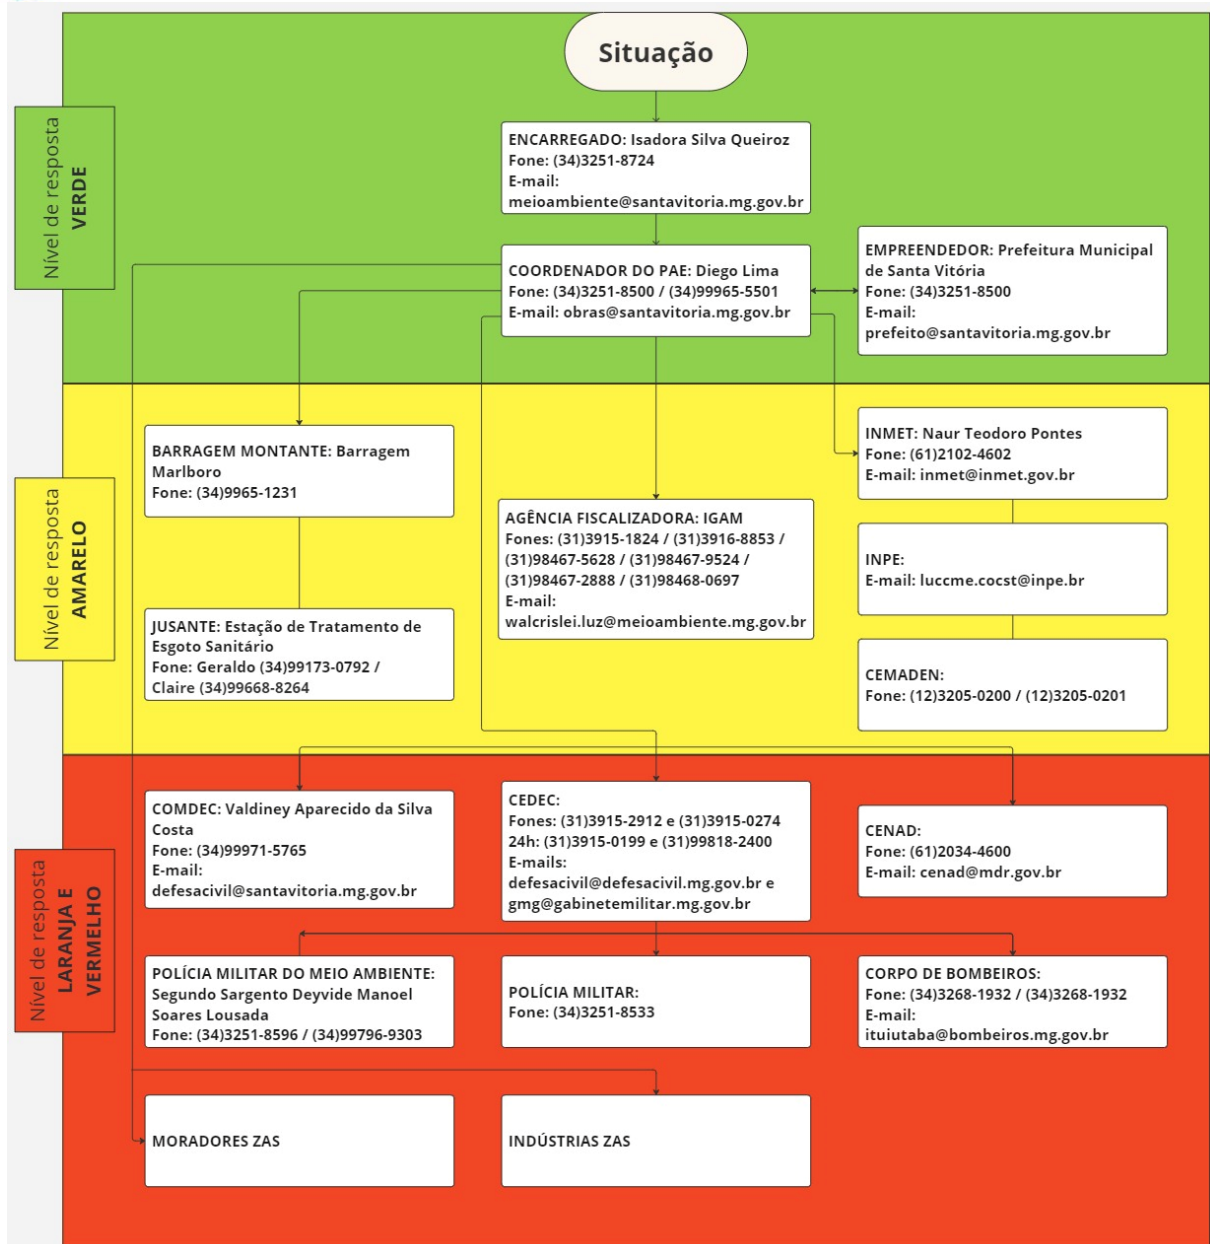 Situação
Nível de resposta
VERDE
ENCARREGADO: Isadora Silva Queiroz
Fone: (34)3251-8724
E-mail:
meioambiente@santavitoria.mg.gov.br
COORDENADOR DO PAE: Diego Lima
Fone: (34)3251-8500 / (34)99965-5501
E-mail: obras@santavitoria.mg.gov.br
EMPREENDEDOR: Prefeitura Municipal
de Santa Vitória
Fone: (34)3251-8500
E-mail:
prefeito@santavitoria.mg.gov.br
Nível de resposta
AMARELO
BARRAGEM MONTANTE: Barragem
Marlboro
Fone: (34)9965-1231
JUSANTE: Estação de Tratamento de
Esgoto Sanitário
Fone: Geraldo (34)99173-0792 /
Claire (34)99668-8264
AGÊNCIA FISCALIZADORA: IGAM
Fones: (31)3915-1824 / (31)3916-8853 /
(31)98467-5628 / (31)98467-9524 /
(31)98467-2888 / (31)98468-0697
E-mail:
walcrislei.luz@meioambiente.mg.gov.br
INMET: Naur Teodoro Pontes
Fone: (61)2102-4602
E-mail: inmet@inmet.gov.br
INPE:
E-mail: luccme.cocst@inpe.br
CEMADEN:
Fone: (12)3205-0200 / (12)3205-0201
Nível de resposta
LARANJA E
VERMELHO
COMDEC: Valdiney Aparecido da Silva
Costa
Fone: (34)99971-5765
E-mail:
defesacivil@santavitoria.mg.gov.br
CEDEC:
Fones: (31)3915-2912 e (31)3915-0274
24h: (31)3915-0199 e (31)99818-2400
E-mails:
defesacivil@defesacivil.mg.gov.br e
gmg@gabinetemilitar.mg.gov.br
CENAD:
Fone: (61)2034-4600
E-mail: cenad@mdr.gov.br
POLÍCIA MILITAR DO MEIO AMBIENTE:
Segundo Sargento Deyvide Manoel
Soares Lousada
Fone: (34)3251-8596 / (34)99796-9303
POLÍCIA MILITAR:
Fone: (34)3251-8533
CORPO DE BOMBEIROS:
Fone: (34)3268-1932 / (34)3268-1932
E-mail:
ituiutaba@bombeiros.mg.gov.br
MORADORES ZAS
INDÚSTRIAS ZAS